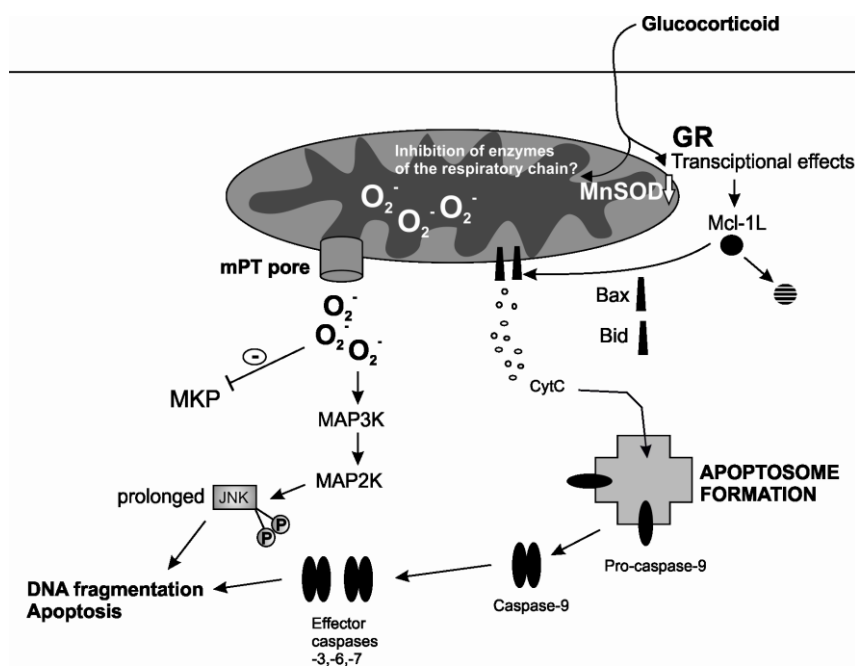 Glucocorticoid
GR
Transciptional effects
Inhibition of enzymes
of the respiratory chain?
O2-
O2-
O2-
MnSOD
Mcl-1L
mPT pore
Bax
Bid
O2-
O2-
O2-
-
MKP
CytC
MAP3K
MAP2K
prolonged
JNK
P
P
APOPTOSOME
FORMATION
Pro-caspase-9
Caspase-9
DNA fragmentation
Apoptosis
Effector
caspases
-3,-6,-7